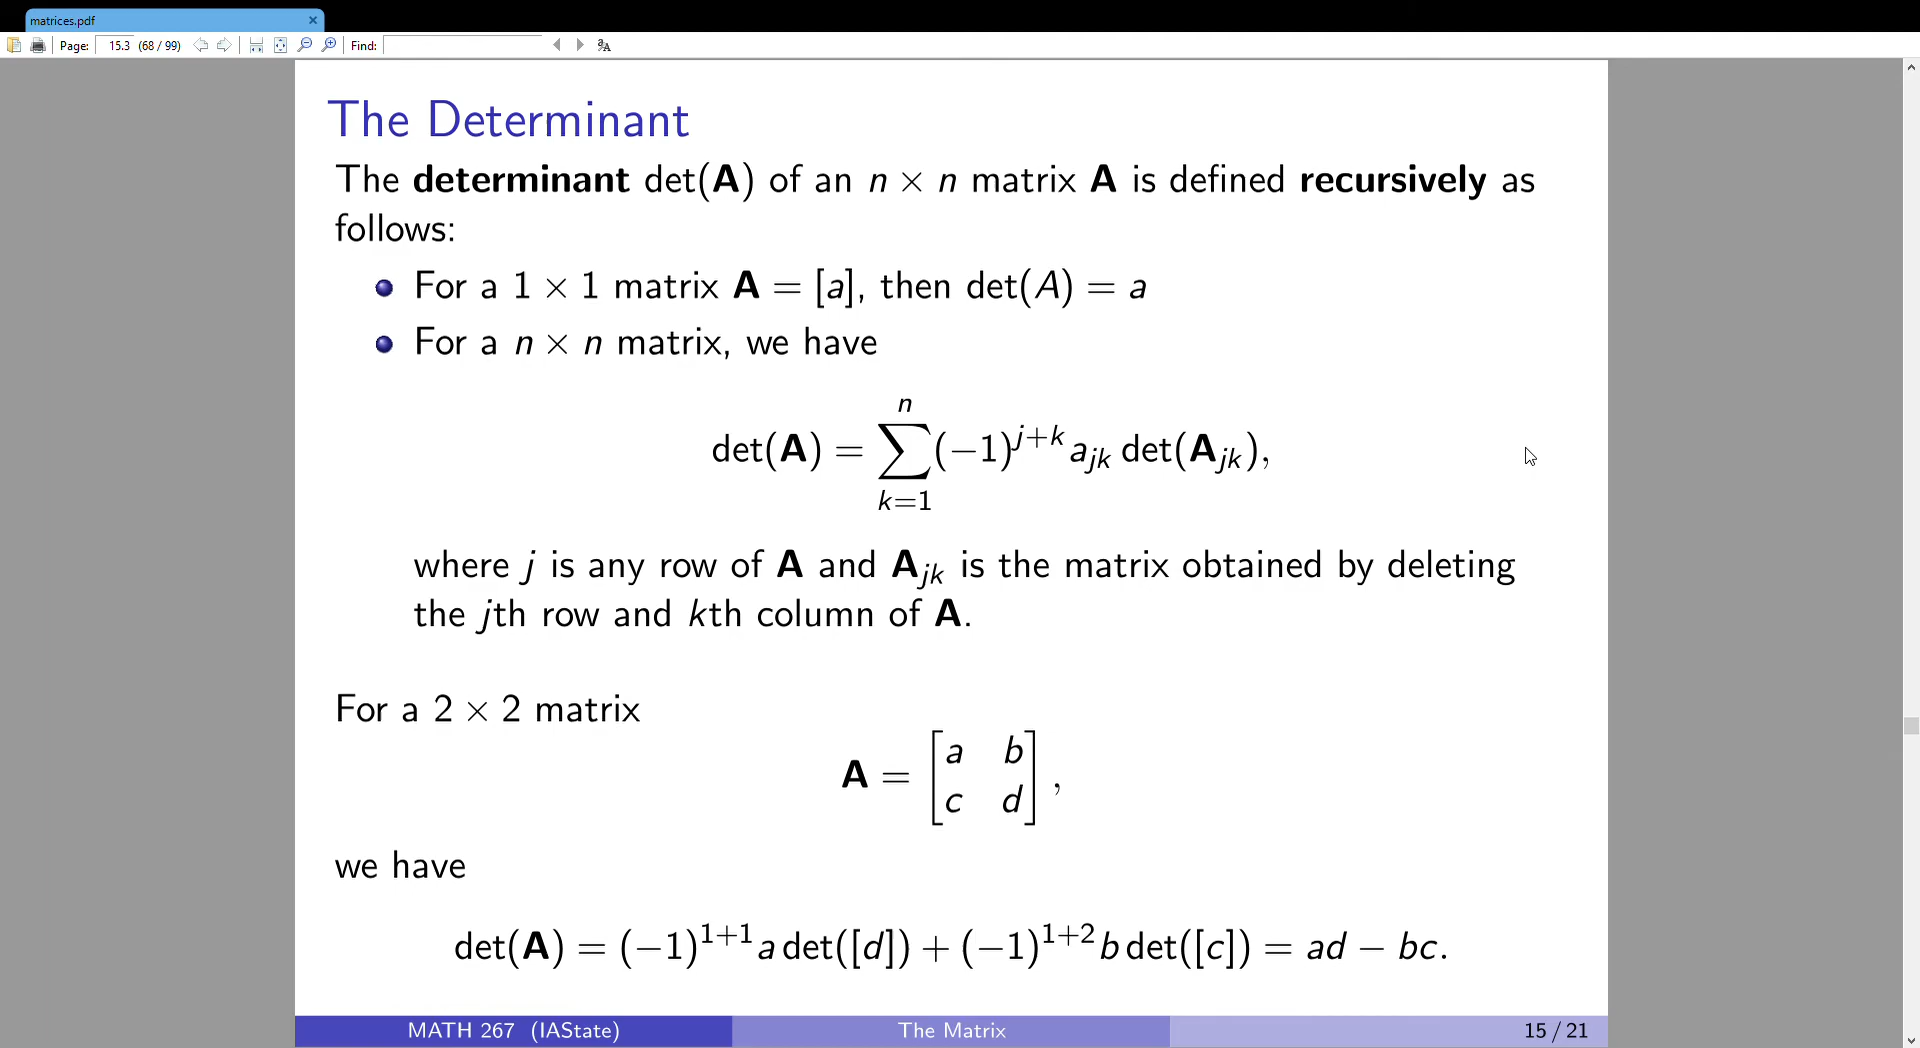 matrices.pdf ×
Page: 15.3 (68 / 99) Find:
The Determinant
The determinant det(A) of an n × n matrix A is defined recursively as
follows:
For a 1 × 1 matrix A = [a], then det(A) = a
For a n × n matrix, we have
det(A) = ∑_{k=1}^{n} (−1)^{j+k} a_{jk} det(A_{jk}),
where j is any row of A and A_{jk} is the matrix obtained by deleting
the jth row and kth column of A.
For a 2 × 2 matrix
A = [a b
c d],
we have
det(A) = (−1)^{1+1} a det([d]) + (−1)^{1+2} b det([c]) = ad − bc.
MATH 267 (IAState) The Matrix 15 / 21